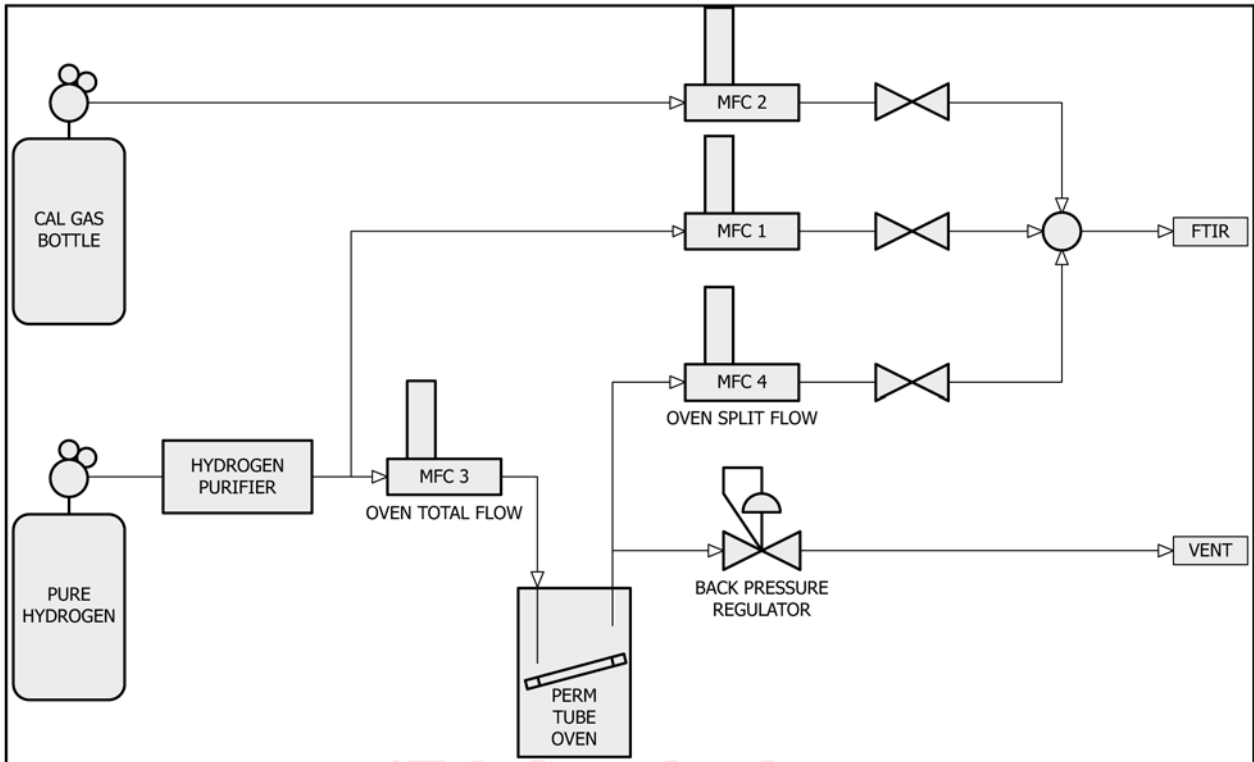 MFC 2
CAL GAS
BOTTLE
MFC 1
FTIR
MFC 4
OVEN SPLIT FLOW
HYDROGEN
PURIFIER
MFC 3
OVEN TOTAL FLOW
PURE
HYDROGEN
BACK PRESSURE
REGULATOR
VENT
PERM
TUBE
OVEN